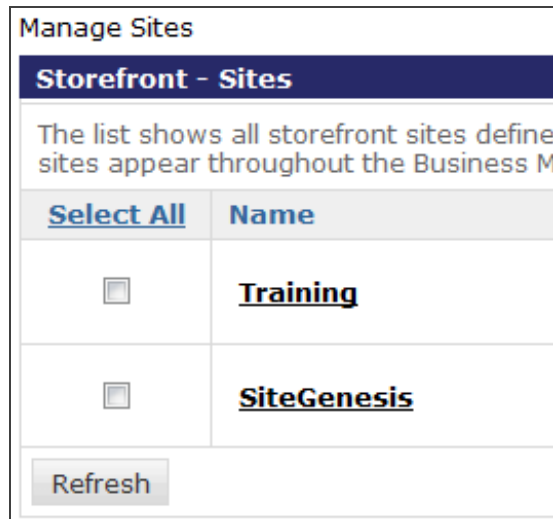 Manage Sites
Storefront - Sites
The list shows all storefront sites define
sites appear throughout the Business M
Select All Name
Training
SiteGenesis
Refresh